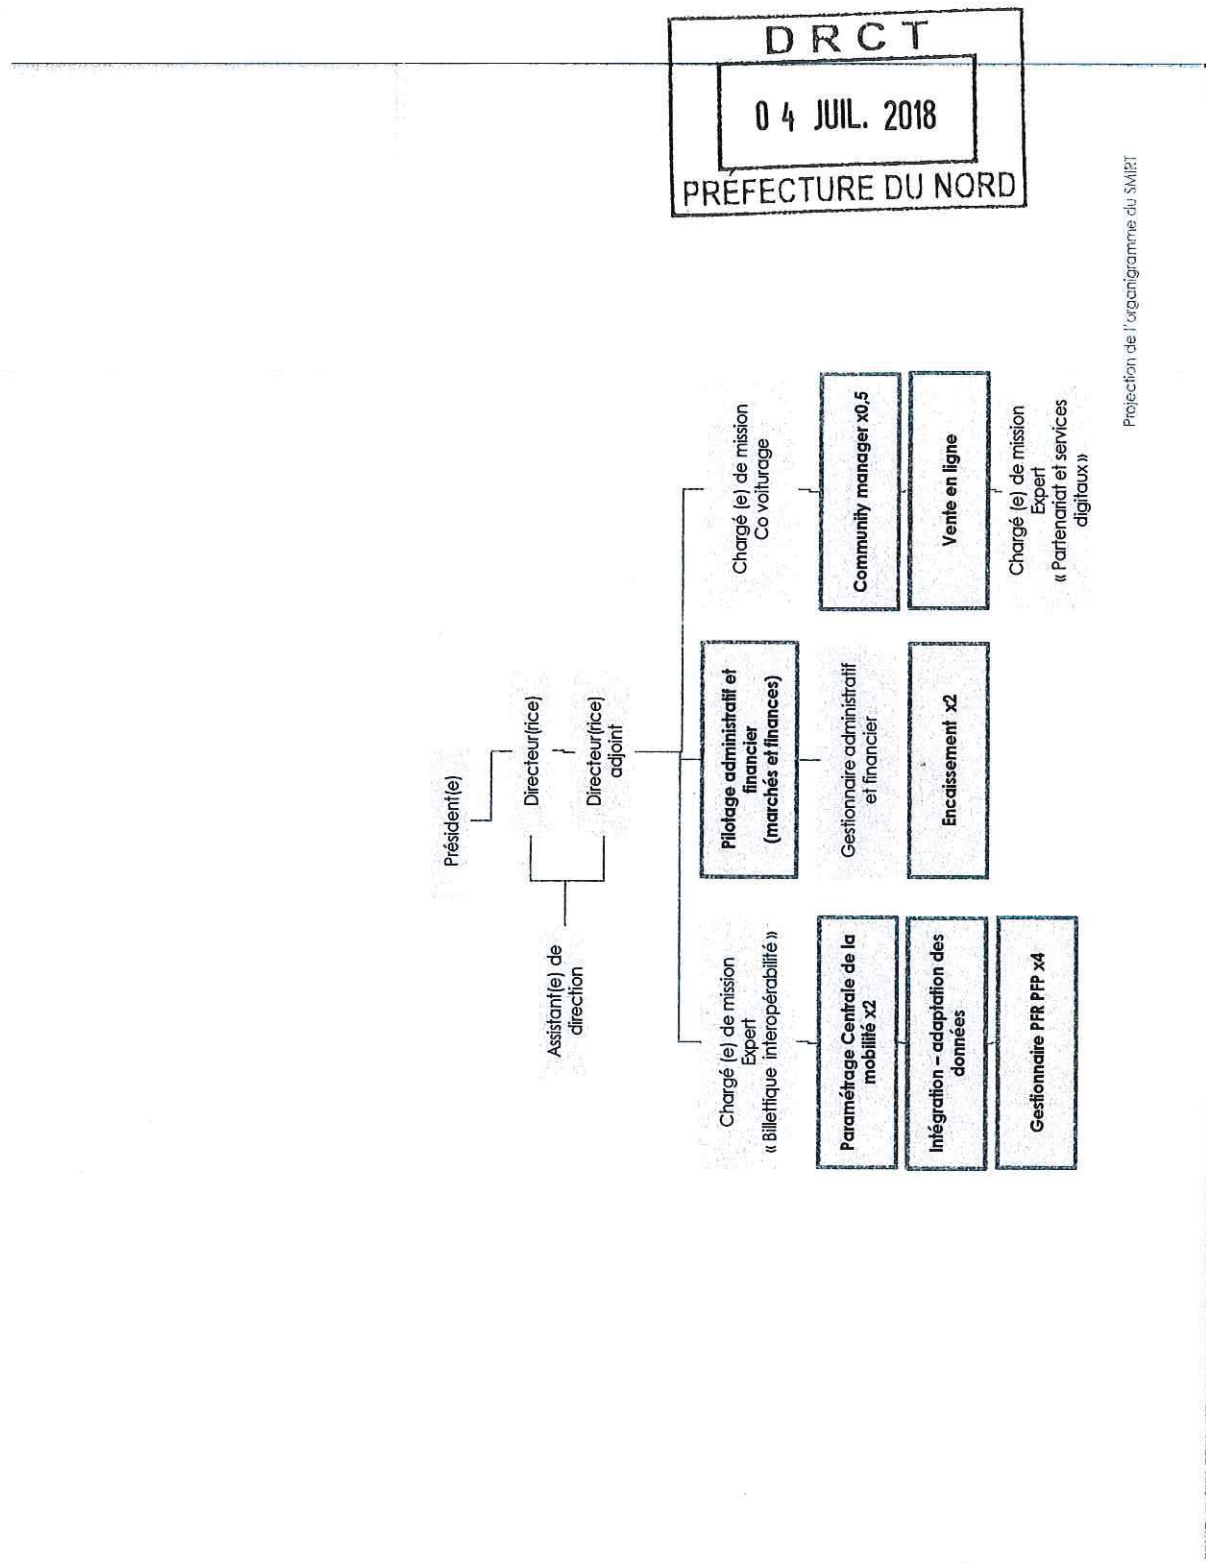 D R C T
0 4 JUIL. 2018
PRÉFECTURE DU NORD
Président(e)
Directeur(rice)
Directeur(rice)
adjoint
Assistant(e) de
direction
Chargé (e) de mission
Expert
« Billettique interopérabilité »
Paramétrage Centrale de la
mobilité x2
Intégration – adaptation des
données
Gestionnaire PFR PFP x4
Pilotage administratif et
financier
(marchés et finances)
Gestionnaire administratif
et financier
Encaissement x2
Chargé (e) de mission
Co voiturage
Community manager x0,5
Vente en ligne
Chargé (e) de mission
Expert
« Partenariat et services
digitaux »
Projection de l'organigramme du SMIRT